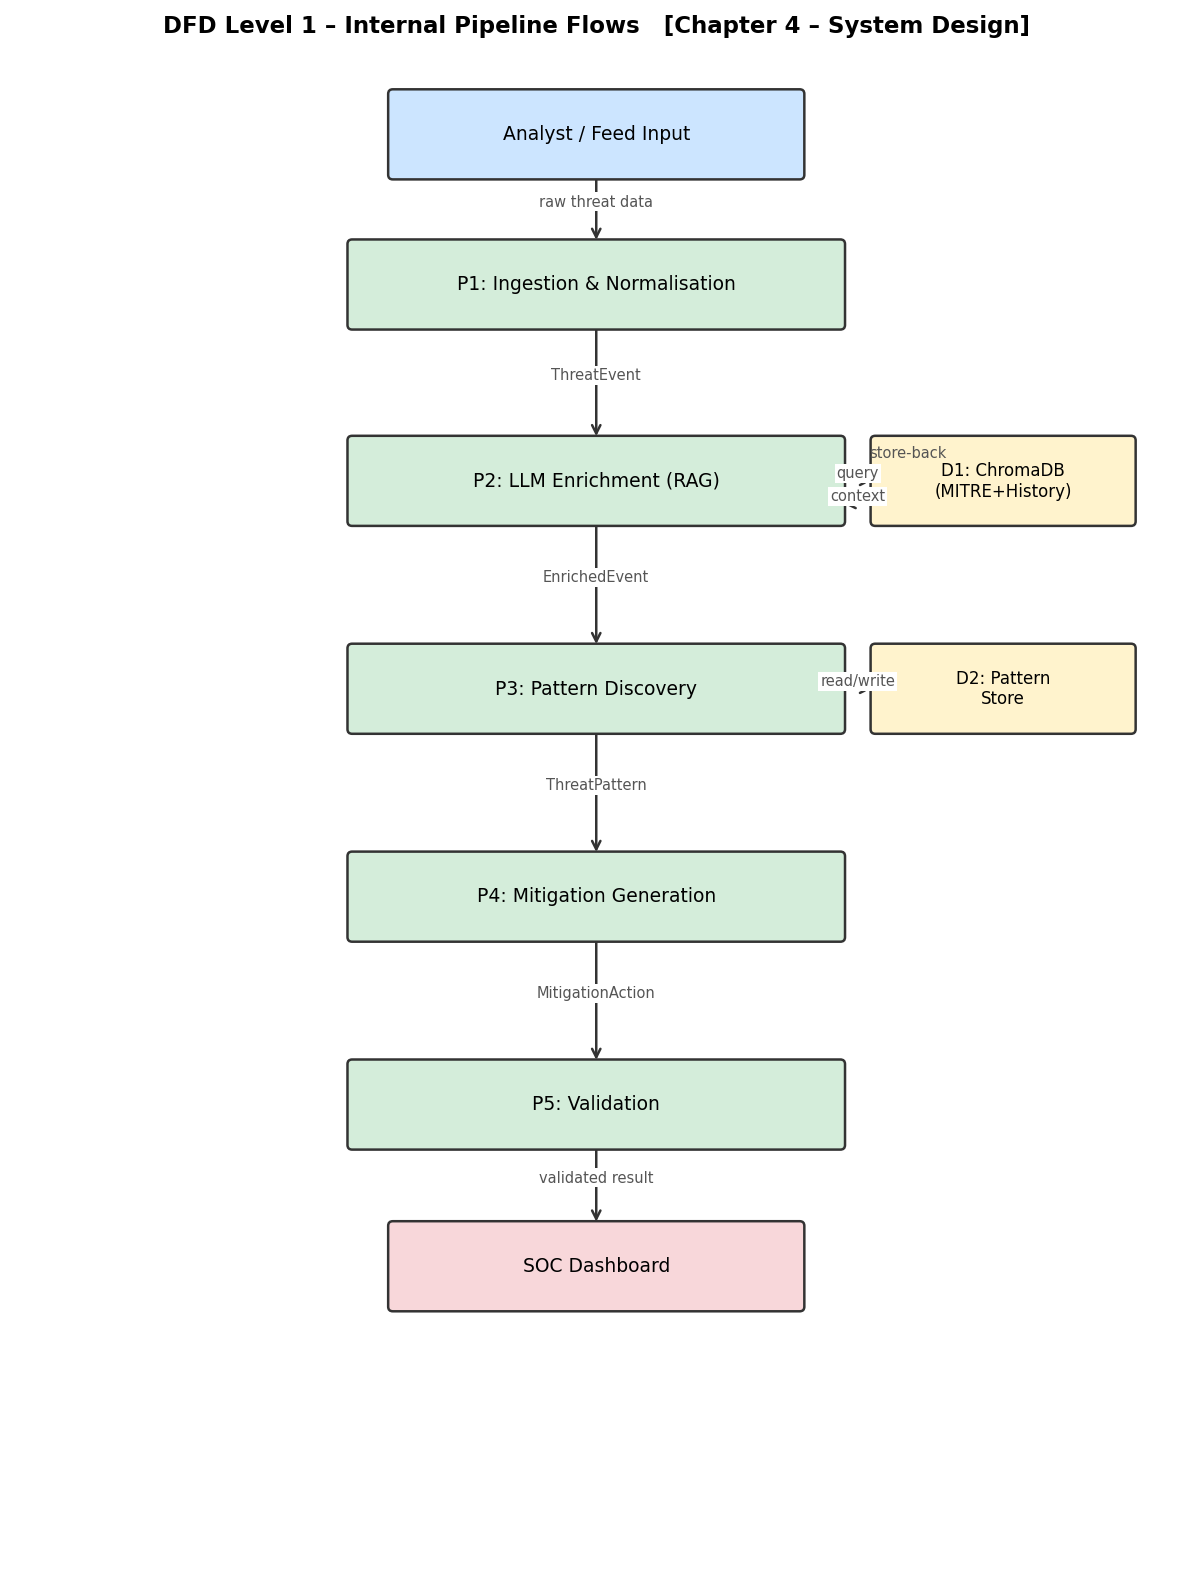 DFD Level 1 – Internal Pipeline Flows   [Chapter 4 – System Design]
Analyst / Feed Input
raw threat data
P1: Ingestion & Normalisation
ThreatEvent
P2: LLM Enrichment (RAG)
query
context
store-back
D1: ChromaDB
(MITRE+History)
EnrichedEvent
P3: Pattern Discovery
read/write
D2: Pattern
Store
ThreatPattern
P4: Mitigation Generation
MitigationAction
P5: Validation
validated result
SOC Dashboard